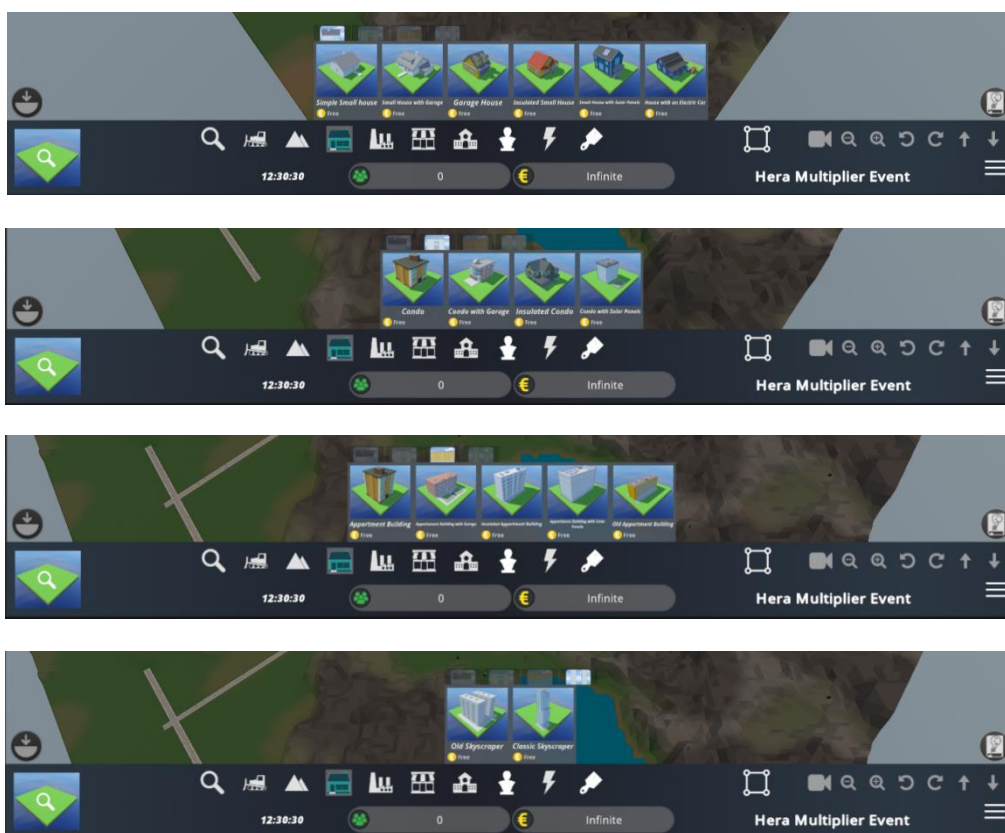 Simple Small house Small House with Garage Garage House Insulated Small House Small House with Solar Panels House with an Electric Car
Free Free Free Free Free Free
12:30:30 0 € Infinite Hera Multiplier Event
Condo Condo with Garage Insulated Condo Condo with Solar Panels
Free Free Free Free
12:30:30 0 € Infinite Hera Multiplier Event
Appartment Building Appartment Building with Garage Insulated Appartment Building Appartment Building with Solar Panels Old Appartment Building
Free Free Free Free Free
12:30:30 0 € Infinite Hera Multiplier Event
Old Skyscraper Classic Skyscraper
Free Free
12:30:30 0 € Infinite Hera Multiplier Event